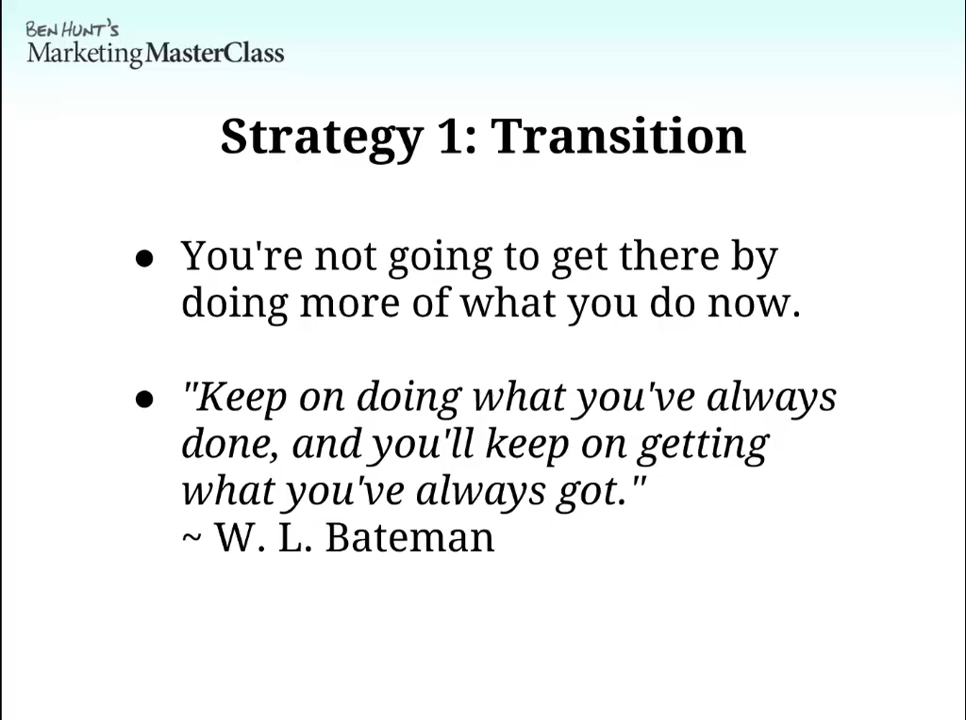 BEN HUNT'S
Marketing MasterClass
Strategy 1: Transition
● You're not going to get there by
doing more of what you do now.
● "Keep on doing what you've always
done, and you'll keep on getting
what you've always got."
~ W. L. Bateman